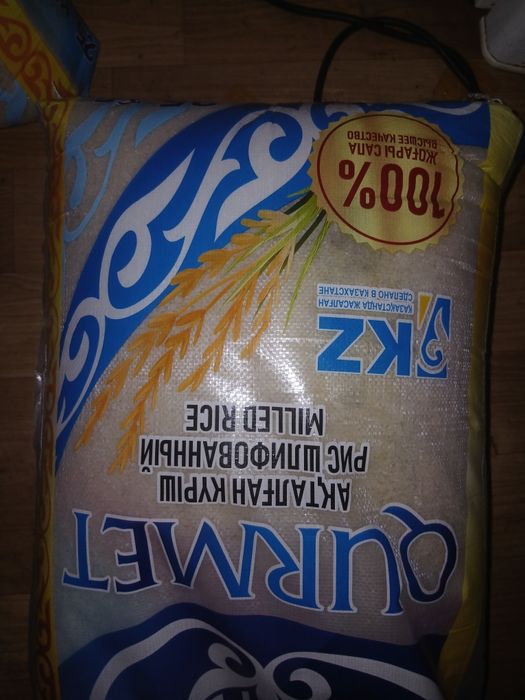 QURMET
АҚТАЛҒАН КҮРІШ
РИС ШЛИФОВАННЫЙ
MILLED RICE
KZ
ҚАЗАҚСТАНДА ЖАСАЛҒАН
СДЕЛАНО В КАЗАХСТАНЕ
100%
ЖОҒАРЫ САПА
ВЫСШЕЕ КАЧЕСТВО